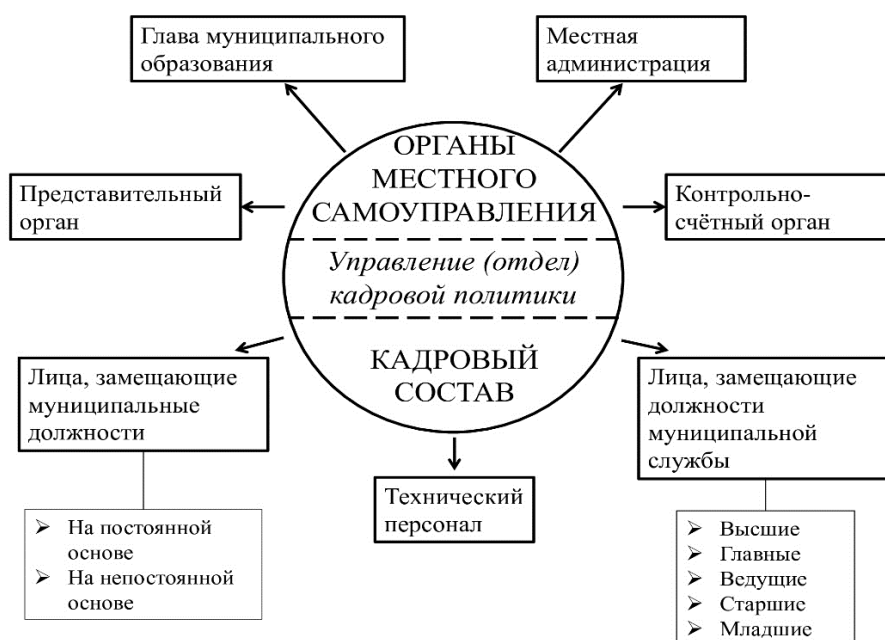 Глава муниципального
образования
Местная
администрация
ОРГАНЫ
МЕСТНОГО
САМОУПРАВЛЕНИЯ
Представительный
орган
Контрольно-
счётный орган
Управление (отдел)
кадровой политики
КАДРОВЫЙ
СОСТАВ
Лица, замещающие
муниципальные
должности
Лица, замещающие
должности
муниципальной
службы
Технический
персонал
➢ На постоянной
основе
➢ На непостоянной
основе
➢ Высшие
➢ Главные
➢ Ведущие
➢ Старшие
➢ Младшие